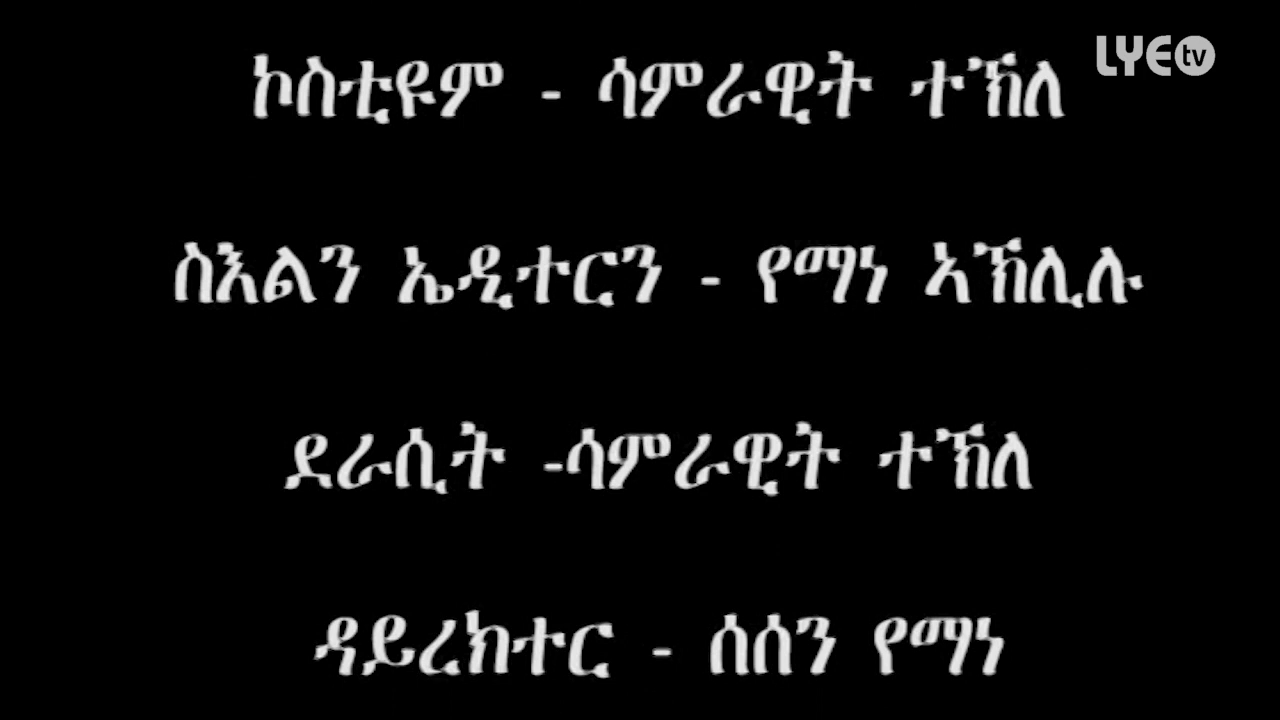 LYE tv
ኮስቲዩም - ሳምራዊት ተኽለ
ስእልን ኤዲተርን - የማነ ኣኽሊሉ
ደራሲት -ሳምራዊት ተኽለ
ዳይረክተር - ሰሰን የማነ